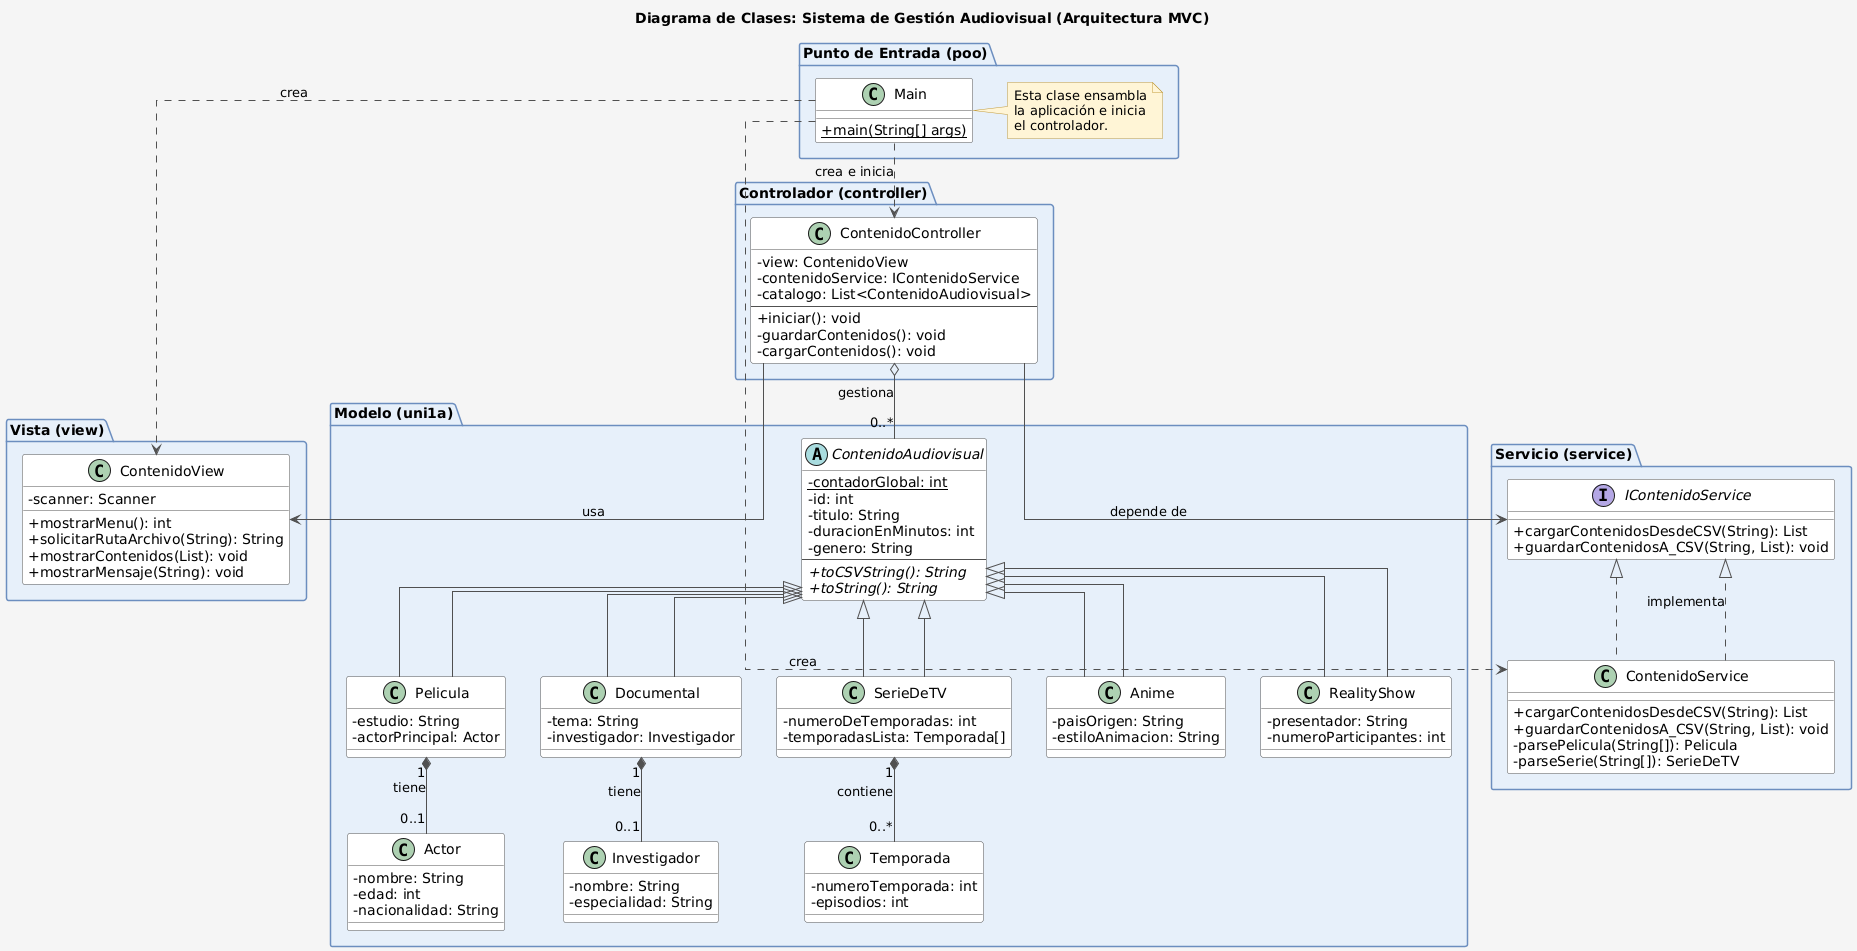 Diagrama de Clases: Sistema de Gestión Audiovisual (Arquitectura MVC)
Punto de Entrada (poo)
C Main
+main(String[] args)
Esta clase ensambla
la aplicación e inicia
el controlador.
crea
crea e inicia
Controlador (controller)
C ContenidoController
-view: ContenidoView
-contenidoService: IContenidoService
-catalogo: List<ContenidoAudiovisual>
+iniciar(): void
-guardarContenidos(): void
-cargarContenidos(): void
gestiona
0..*
Vista (view)
C ContenidoView
-scanner: Scanner
+mostrarMenu(): int
+solicitarRutaArchivo(String): String
+mostrarContenidos(List): void
+mostrarMensaje(String): void
usa
Modelo (uni1a)
A ContenidoAudiovisual
-contadorGlobal: int
-id: int
-titulo: String
-duracionEnMinutos: int
-genero: String
+toCSVString(): String
+toString(): String
depende de
Servicio (service)
I IContenidoService
+cargarContenidosDesdeCSV(String): List
+guardarContenidosA_CSV(String, List): void
implementa
crea
C ContenidoService
+cargarContenidosDesdeCSV(String): List
+guardarContenidosA_CSV(String, List): void
-parsePelicula(String[]): Pelicula
-parseSerie(String[]): SerieDeTV
C Pelicula
-estudio: String
-actorPrincipal: Actor
C Documental
-tema: String
-investigador: Investigador
C SerieDeTV
-numeroDeTemporadas: int
-temporadasLista: Temporada[]
C Anime
-paisOrigen: String
-estiloAnimacion: String
C RealityShow
-presentador: String
-numeroParticipantes: int
1
tiene
0..1
1
tiene
0..1
1
contiene
0..*
C Actor
-nombre: String
-edad: int
-nacionalidad: String
C Investigador
-nombre: String
-especialidad: String
C Temporada
-numeroTemporada: int
-episodios: int